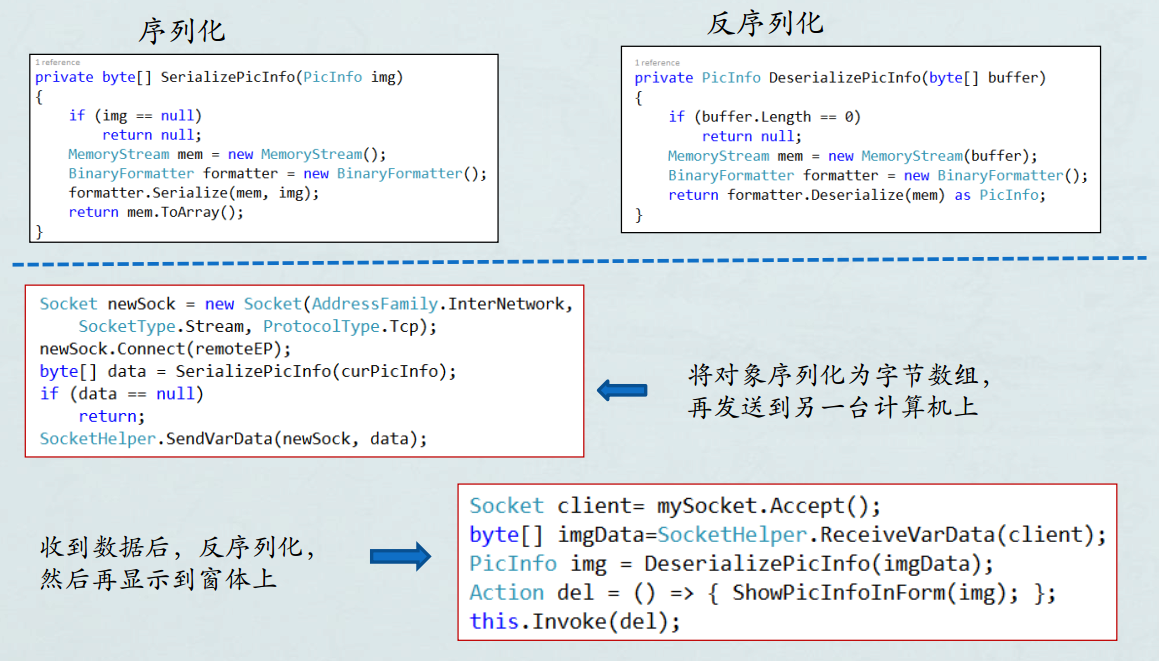 序列化
1 reference
private byte[] SerializePicInfo(PicInfo img)
{
    if (img == null)
        return null;
    MemoryStream mem = new MemoryStream();
    BinaryFormatter formatter = new BinaryFormatter();
    formatter.Serialize(mem, img);
    return mem.ToArray();
}
反序列化
1 reference
private PicInfo DeserializePicInfo(byte[] buffer)
{
    if (buffer.Length == 0)
        return null;
    MemoryStream mem = new MemoryStream(buffer);
    BinaryFormatter formatter = new BinaryFormatter();
    return formatter.Deserialize(mem) as PicInfo;
}
Socket newSock = new Socket(AddressFamily.InterNetwork,
    SocketType.Stream, ProtocolType.Tcp);
newSock.Connect(remoteEP);
byte[] data = SerializePicInfo(curPicInfo);
if (data == null)
    return;
SocketHelper.SendVarData(newSock, data);
将对象序列化为字节数组，
再发送到另一台计算机上
收到数据后，反序列化，
然后再显示到窗体上
Socket client= mySocket.Accept();
byte[] imgData=SocketHelper.ReceiveVarData(client);
PicInfo img = DeserializePicInfo(imgData);
Action del = () => { ShowPicInfoInForm(img); };
this.Invoke(del);